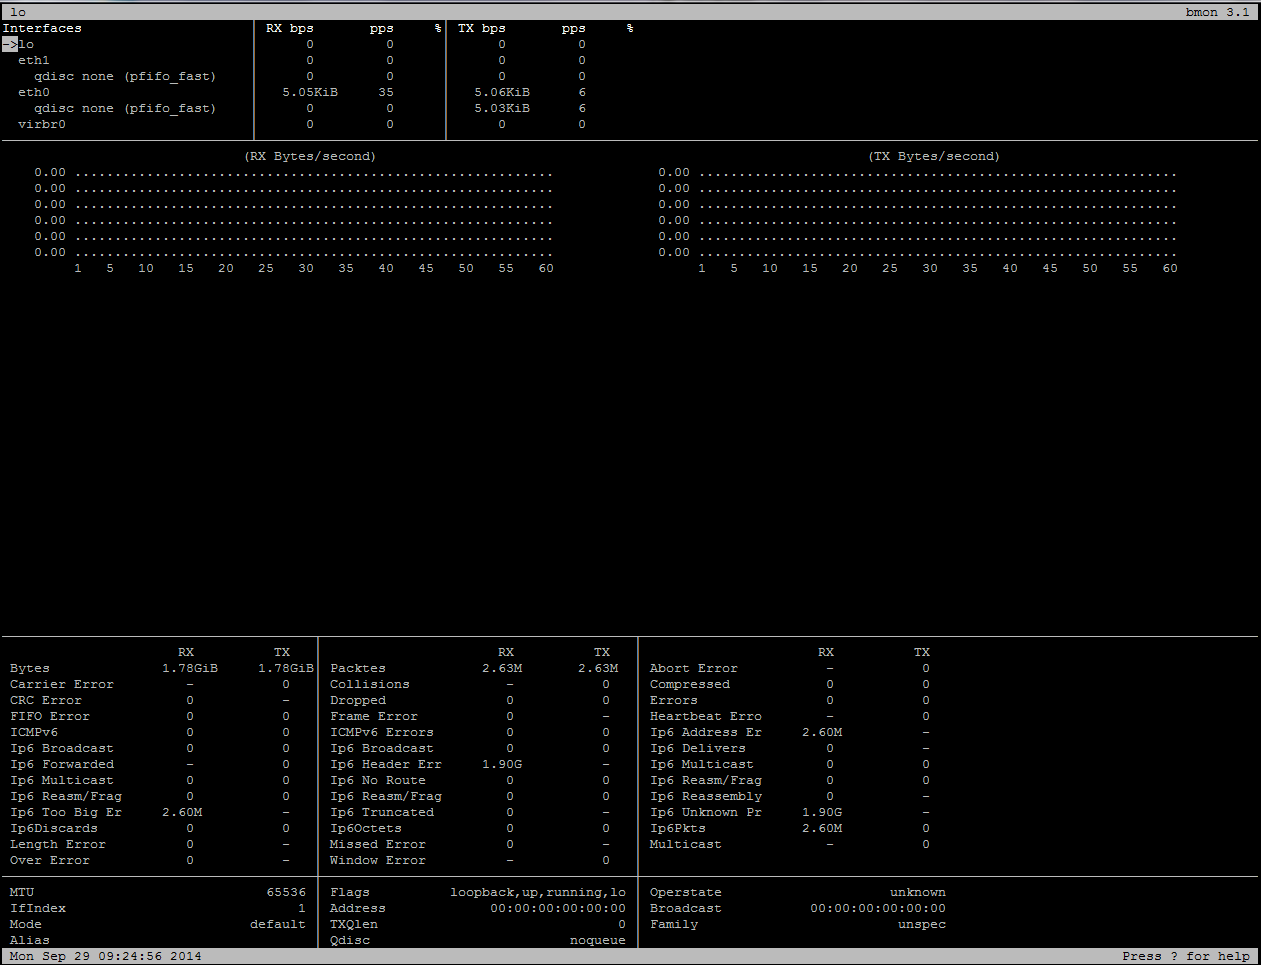 lo bmon 3.1
Interfaces RX bps pps % TX bps pps %
->lo 0 0 0 0
eth1 0 0 0 0
qdisc none (pfifo_fast) 0 0 0 0
eth0 5.05KiB 35 5.06KiB 6
qdisc none (pfifo_fast) 0 0 5.03KiB 6
virbr0 0 0 0 0
(RX Bytes/second) (TX Bytes/second)
0.00 ............................................................ 0.00 ............................................................
0.00 ............................................................ 0.00 ............................................................
0.00 ............................................................ 0.00 ............................................................
0.00 ............................................................ 0.00 ............................................................
0.00 ............................................................ 0.00 ............................................................
0.00 ............................................................ 0.00 ............................................................
1 5 10 15 20 25 30 35 40 45 50 55 60 1 5 10 15 20 25 30 35 40 45 50 55 60
RX TX RX TX RX TX
Bytes 1.78GiB 1.78GiB Packtes 2.63M 2.63M Abort Error - 0
Carrier Error - 0 Collisions - 0 Compressed 0 0
CRC Error 0 - Dropped 0 0 Errors 0 0
FIFO Error 0 0 Frame Error 0 - Heartbeat Erro - 0
ICMPv6 0 0 ICMPv6 Errors 0 0 Ip6 Address Er 2.60M -
Ip6 Broadcast 0 0 Ip6 Broadcast 0 0 Ip6 Delivers 0 -
Ip6 Forwarded - 0 Ip6 Header Err 1.90G - Ip6 Multicast 0 0
Ip6 Multicast 0 0 Ip6 No Route 0 0 Ip6 Reasm/Frag 0 0
Ip6 Reasm/Frag 0 0 Ip6 Reasm/Frag 0 0 Ip6 Reassembly 0 -
Ip6 Too Big Er 2.60M - Ip6 Truncated 0 - Ip6 Unknown Pr 1.90G -
Ip6Discards 0 0 Ip6Octets 0 0 Ip6Pkts 2.60M 0
Length Error 0 - Missed Error 0 - Multicast - 0
Over Error 0 - Window Error - 0
MTU 65536 Flags loopback,up,running,lo Operstate unknown
IfIndex 1 Address 00:00:00:00:00:00 Broadcast 00:00:00:00:00:00
Mode default TXQlen 0 Family unspec
Alias Qdisc noqueue
Mon Sep 29 09:24:56 2014 Press ? for help